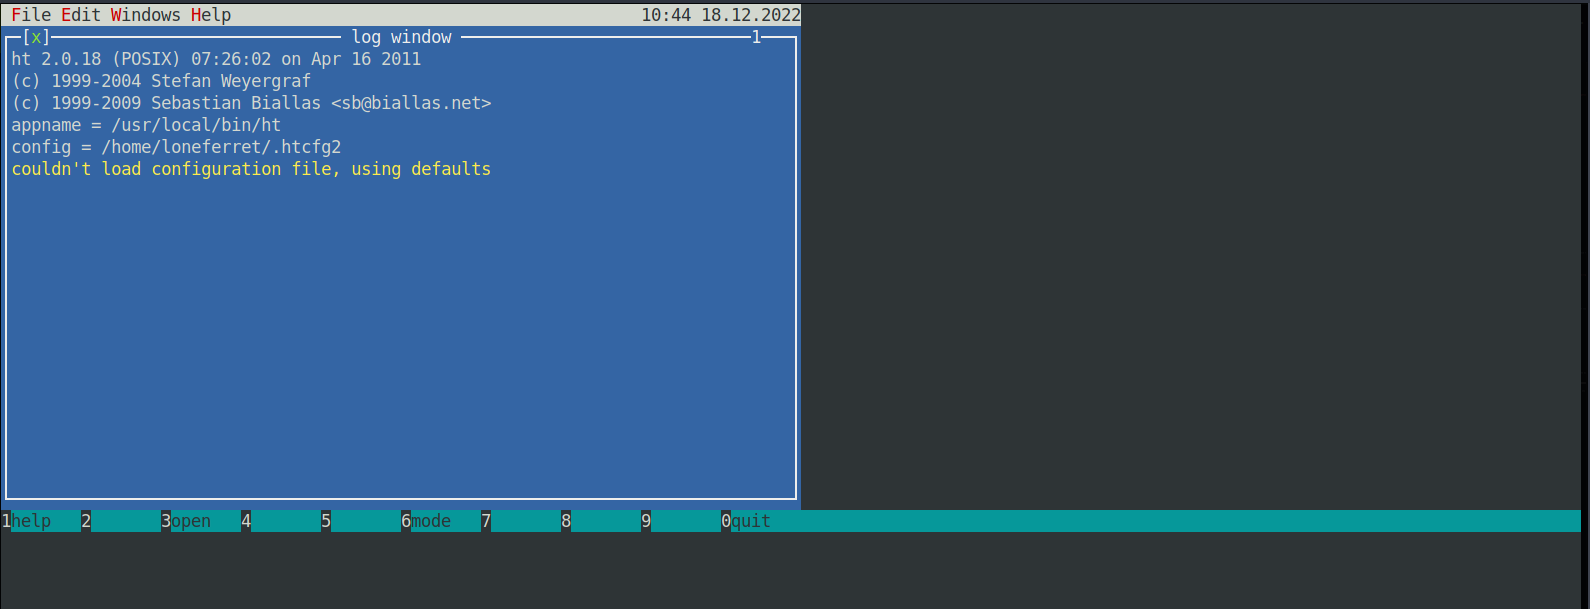 File Edit Windows Help 10:44 18.12.2022
[x] log window 1
ht 2.0.18 (POSIX) 07:26:02 on Apr 16 2011
(c) 1999-2004 Stefan Weyergraf
(c) 1999-2009 Sebastian Biallas <sb@biallas.net>
appname = /usr/local/bin/ht
config = /home/loneferret/.htcfg2
couldn't load configuration file, using defaults
1help 2 3open 4 5 6mode 7 8 9 0quit